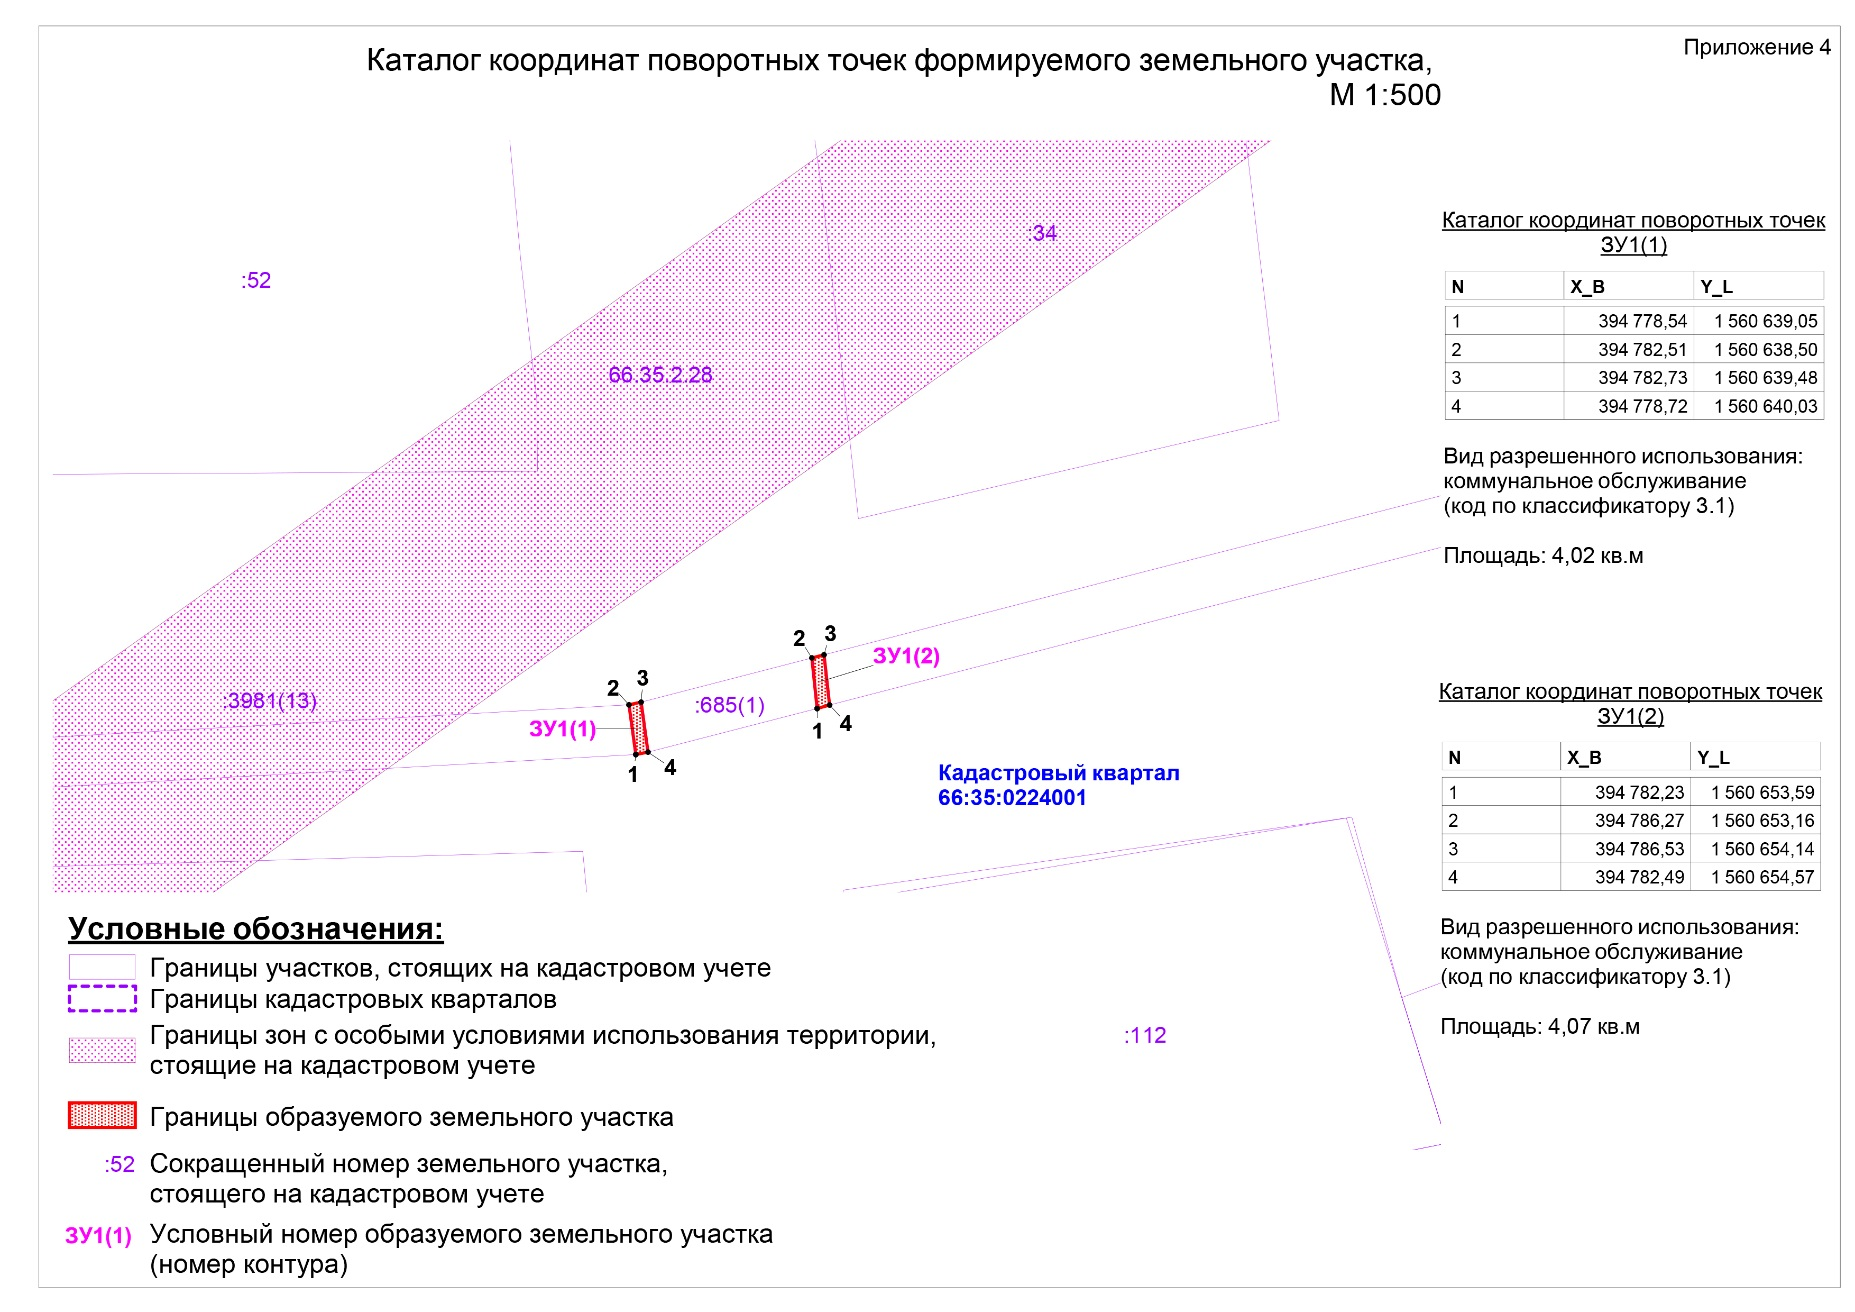 Приложение 4
Каталог координат поворотных точек формируемого земельного участка,
М 1:500
:52
:34
66.35.2.28
:3981(13)
:685(1)
2
3
ЗУ1(1)
1
4
2
3
ЗУ1(2)
1
4
Кадастровый квартал
66:35:0224001
:112
Каталог координат поворотных точек
ЗУ1(1)
N X_B Y_L
1 394 778,54 1 560 639,05
2 394 782,51 1 560 638,50
3 394 782,73 1 560 639,48
4 394 778,72 1 560 640,03
Вид разрешенного использования:
коммунальное обслуживание
(код по классификатору 3.1)
Площадь: 4,02 кв.м
Каталог координат поворотных точек
ЗУ1(2)
N X_B Y_L
1 394 782,23 1 560 653,59
2 394 786,27 1 560 653,16
3 394 786,53 1 560 654,14
4 394 782,49 1 560 654,57
Вид разрешенного использования:
коммунальное обслуживание
(код по классификатору 3.1)
Площадь: 4,07 кв.м
Условные обозначения:
Границы участков, стоящих на кадастровом учете
Границы кадастровых кварталов
Границы зон с особыми условиями использования территории,
стоящие на кадастровом учете
Границы образуемого земельного участка
:52 Сокращенный номер земельного участка,
стоящего на кадастровом учете
ЗУ1(1) Условный номер образуемого земельного участка
(номер контура)